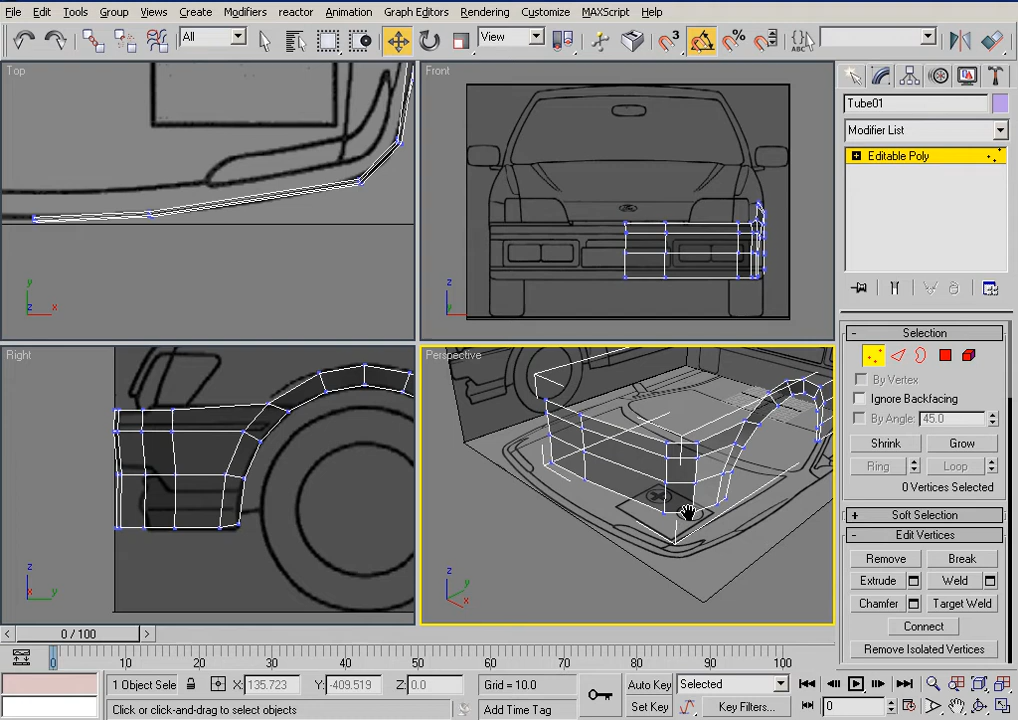 File Edit Tools Group Views Create Modifiers reactor Animation Graph Editors Rendering Customize MAXScript Help
All View 3 % ABC
Top
Front
Tube01
Modifier List
Editable Poly
y
z x
z
y x
Right
Perspective
z
x y
z
y
x
- Selection
By Vertex
Ignore Backfacing
By Angle: 45.0
Shrink Grow
Ring Loop
0 Vertices Selected
+ Soft Selection
- Edit Vertices
Remove Break
Extrude Weld
Chamfer Target Weld
Connect
Remove Isolated Vertices
< 0 / 100 >
0 10 20 30 40 50 60 70 80 90 100
1 Object Sele X: 135.723 Y: -409.519 Z: 0.0 Grid = 10.0 Auto Key Selected
Click or click-and-drag to select objects Add Time Tag Set Key Key Filters... 0